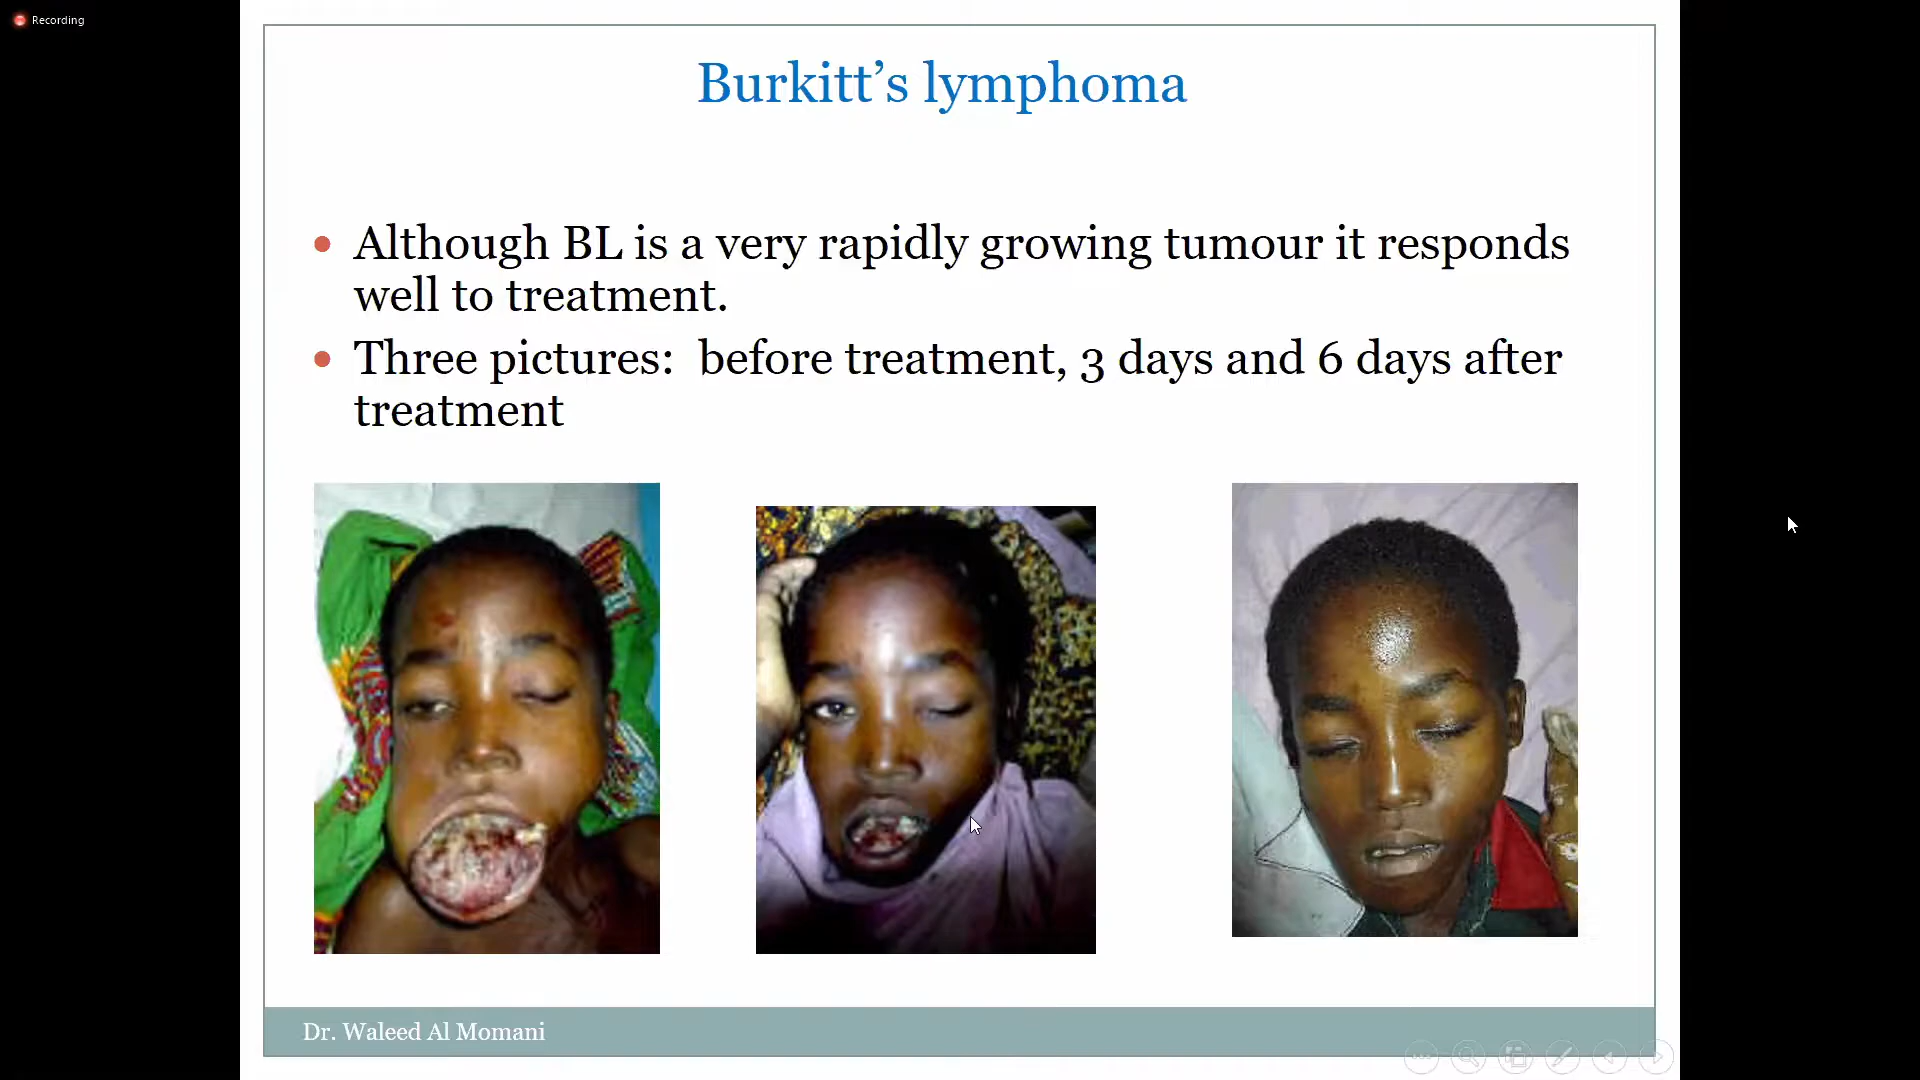 Recording
Burkitt’s lymphoma
• Although BL is a very rapidly growing tumour it responds
well to treatment.
• Three pictures:  before treatment, 3 days and 6 days after
treatment
Dr. Waleed Al Momani